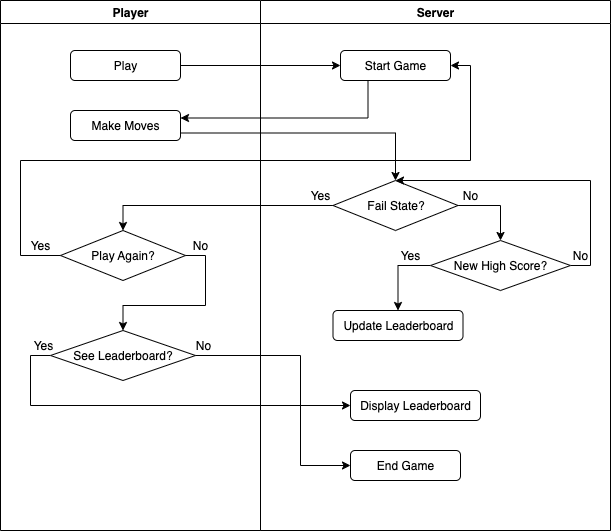 Player
Server
Play
Start Game
Make Moves
Yes
Fail State?
No
Yes
Play Again?
No
Yes
New High Score?
No
Update Leaderboard
Yes
See Leaderboard?
No
Display Leaderboard
End Game